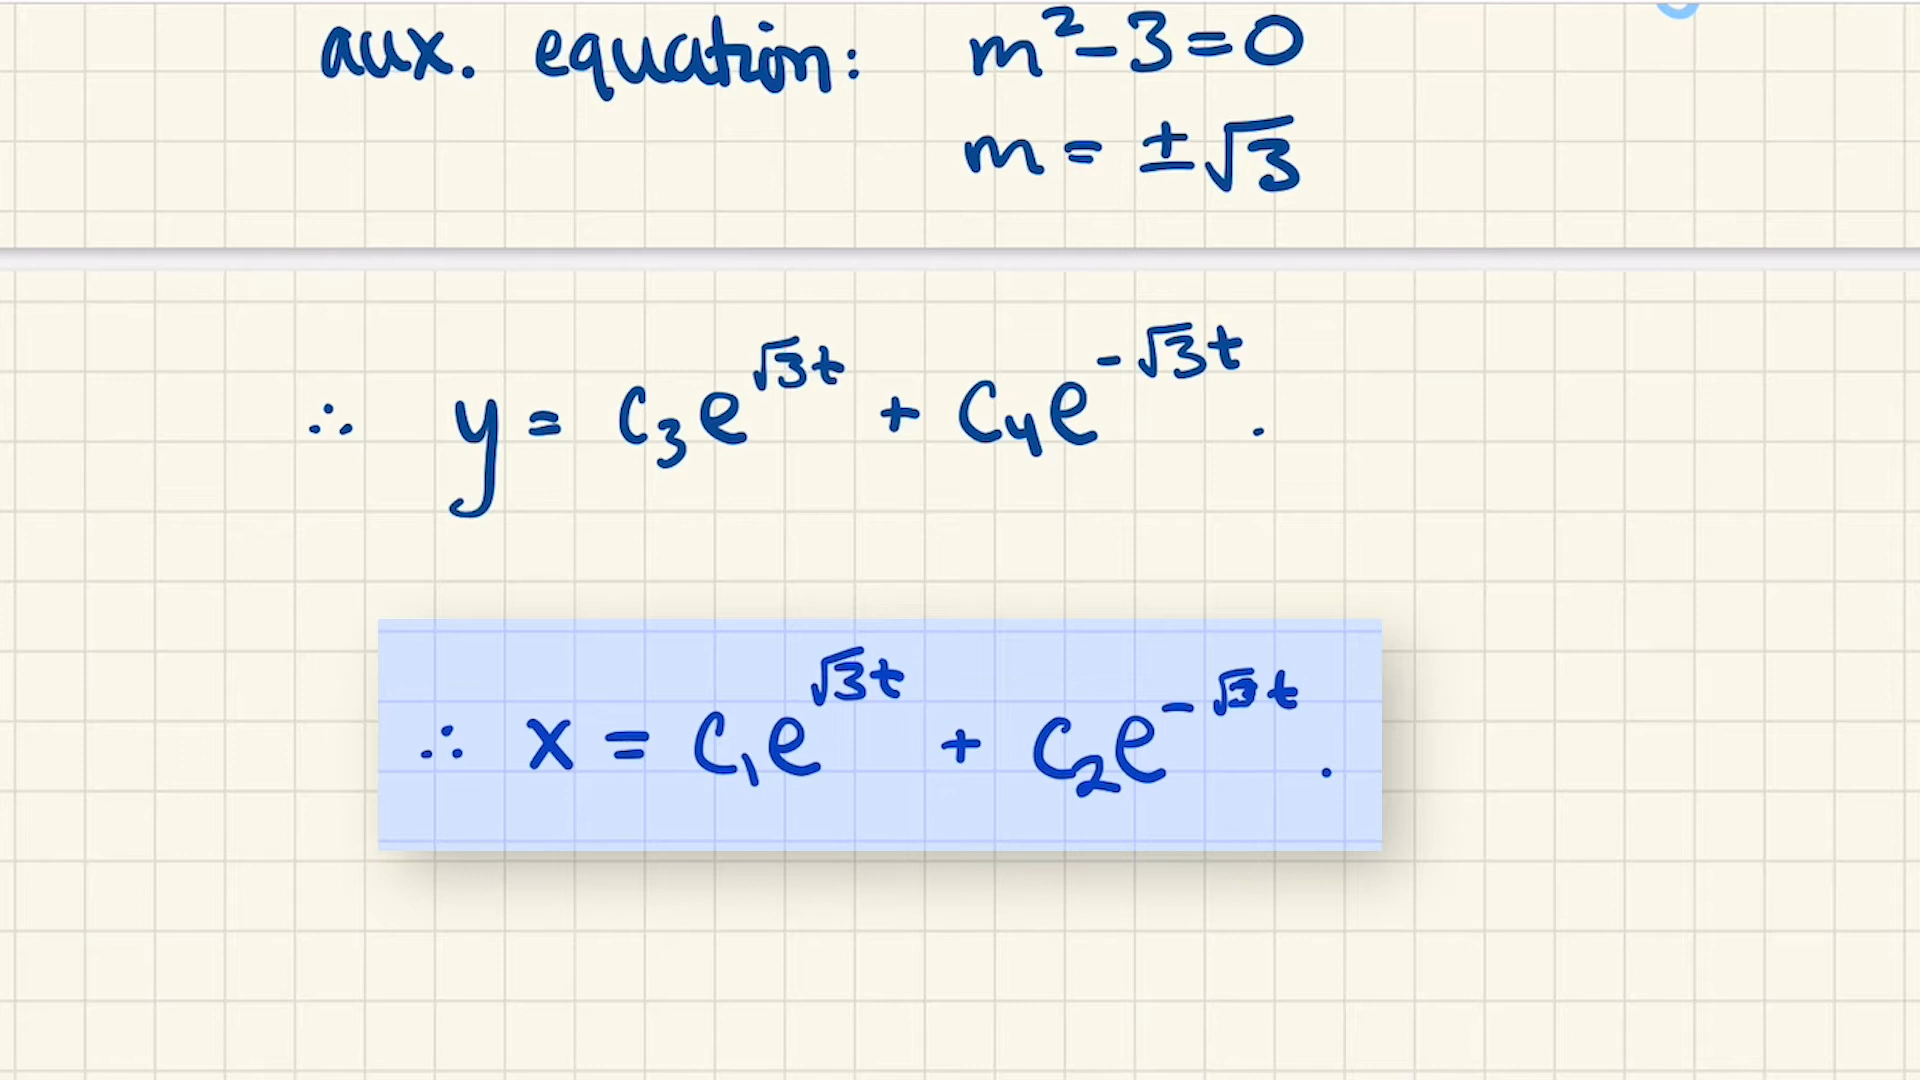 aux. equation: m² - 3 = 0
m = ±√3
∴ y = C₃e^{√3t} + C₄e^{-√3t}.
∴ x = C₁e^{√3t} + C₂e^{-√3t}.